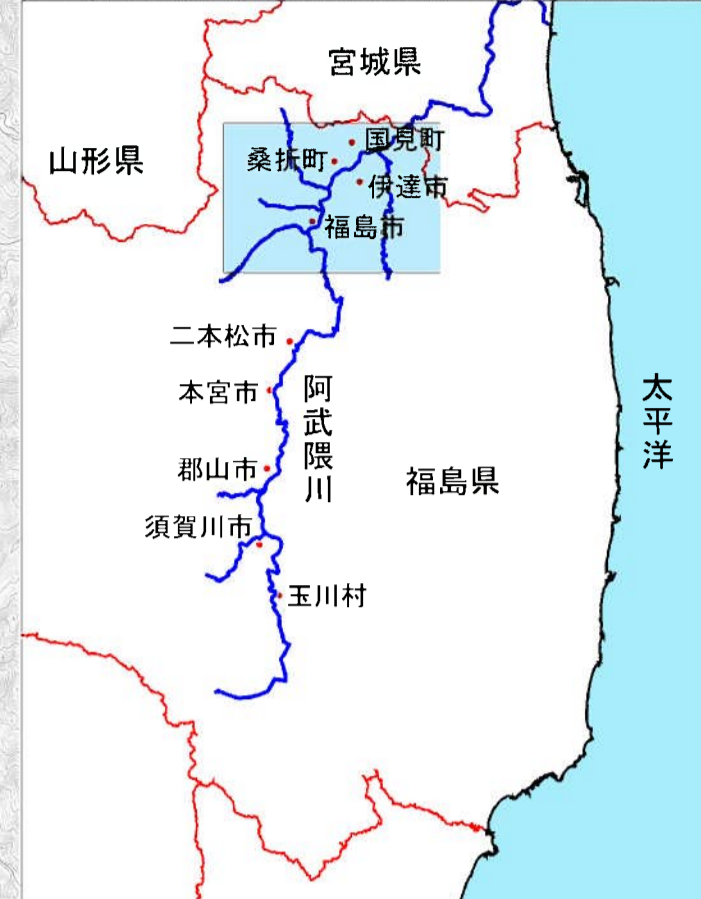 宮城県
国見町
山形県
桑折町
伊達市
福島市
二本松市
本宮市
阿武隈川
太平洋
郡山市
福島県
須賀川市
玉川村